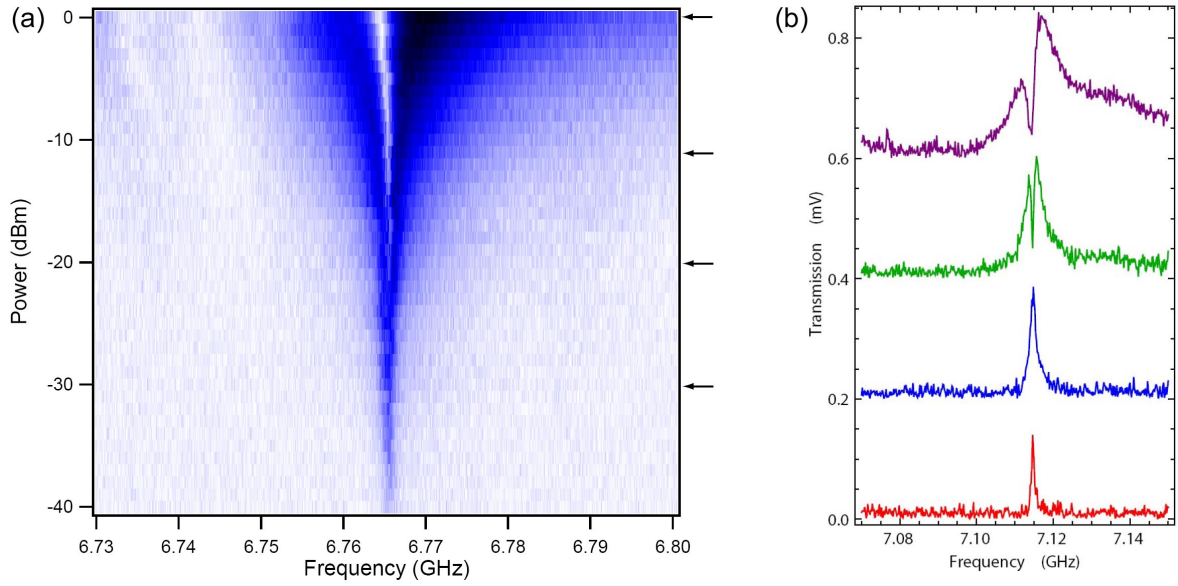 (a)
0
-10
-20
-30
-40
Power (dBm)
6.73 6.74 6.75 6.76 6.77 6.78 6.79 6.80
Frequency (GHz)
(b)
0.8
0.6
0.4
0.2
0.0
Transmission (mV)
7.08 7.10 7.12 7.14
Frequency (GHz)